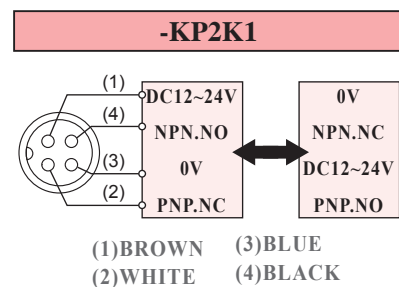 -KP2K1
(1) DC12~24V 0V
(4) NPN.NO NPN.NC
(3) 0V DC12~24V
(2) PNP.NC PNP.NO
(1)BROWN (3)BLUE
(2)WHITE (4)BLACK